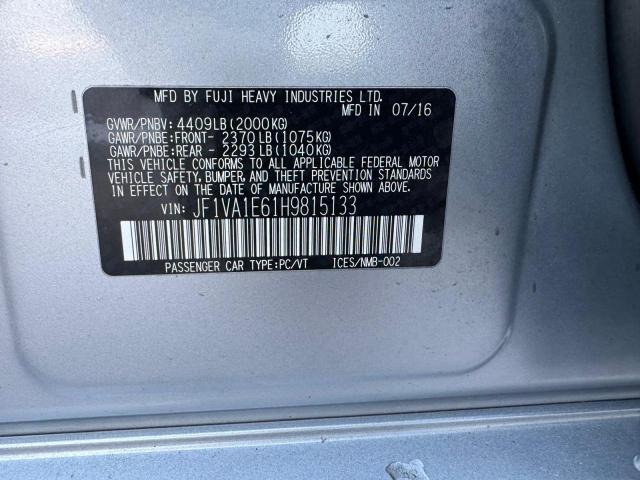 MFD BY FUJI HEAVY INDUSTRIES LTD.
MFD IN 07/16
GVWR/PNBV: 4409LB(2000KG)
GAWR/PNBE:FRONT- 2370LB(1075KG)
GAWR/PNBE:REAR - 2293LB(1040KG)
THIS VEHICLE CONFORMS TO ALL APPLICABLE FEDERAL MOTOR
VEHICLE SAFETY, BUMPER, AND THEFT PREVENTION STANDARDS
IN EFFECT ON THE DATE OF MANUFACTURE SHOWN ABOVE.
VIN: JF1VA1E61H9815133
PASSENGER CAR TYPE:PC/VT ICES/NMB-002